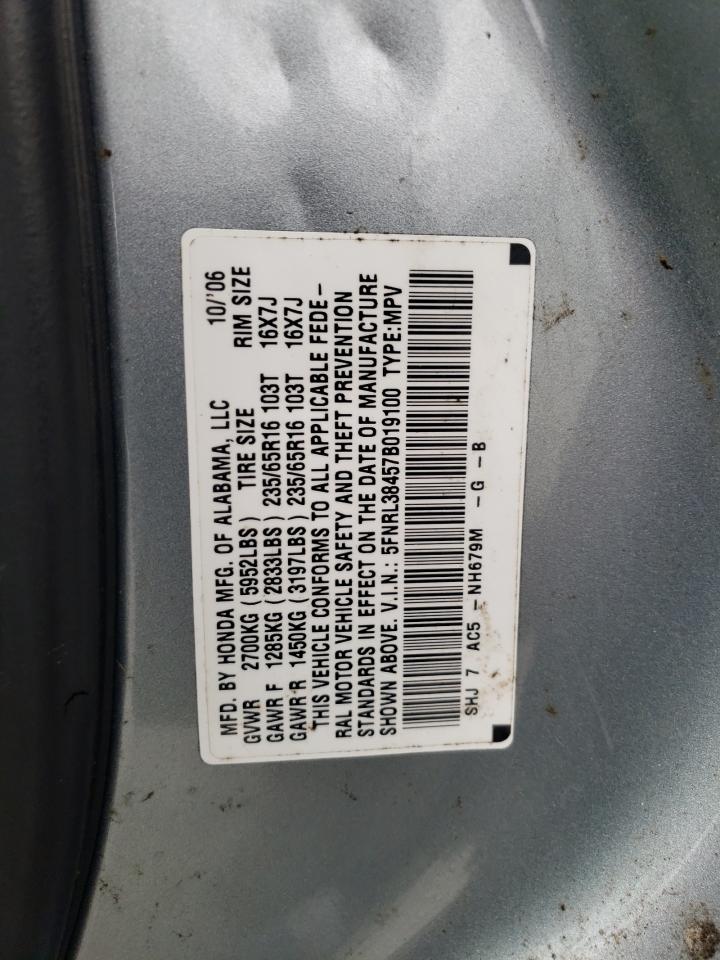 MFD. BY HONDA MFG. OF ALABAMA, LLC 10/'06
GVWR 2700KG (5952LBS) TIRE SIZE RIM SIZE
GAWR F 1285KG (2833LBS) 235/65R16 103T 16X7J
GAWR R 1450KG (3197LBS) 235/65R16 103T 16X7J
THIS VEHICLE CONFORMS TO ALL APPLICABLE FEDE-
RAL MOTOR VEHICLE SAFETY AND THEFT PREVENTION
STANDARDS IN EFFECT ON THE DATE OF MANUFACTURE
SHOWN ABOVE. V.I.N.: 5FNRL38457B019100 TYPE:MPV
SHJ 7 AC5 - NH679M - G - B